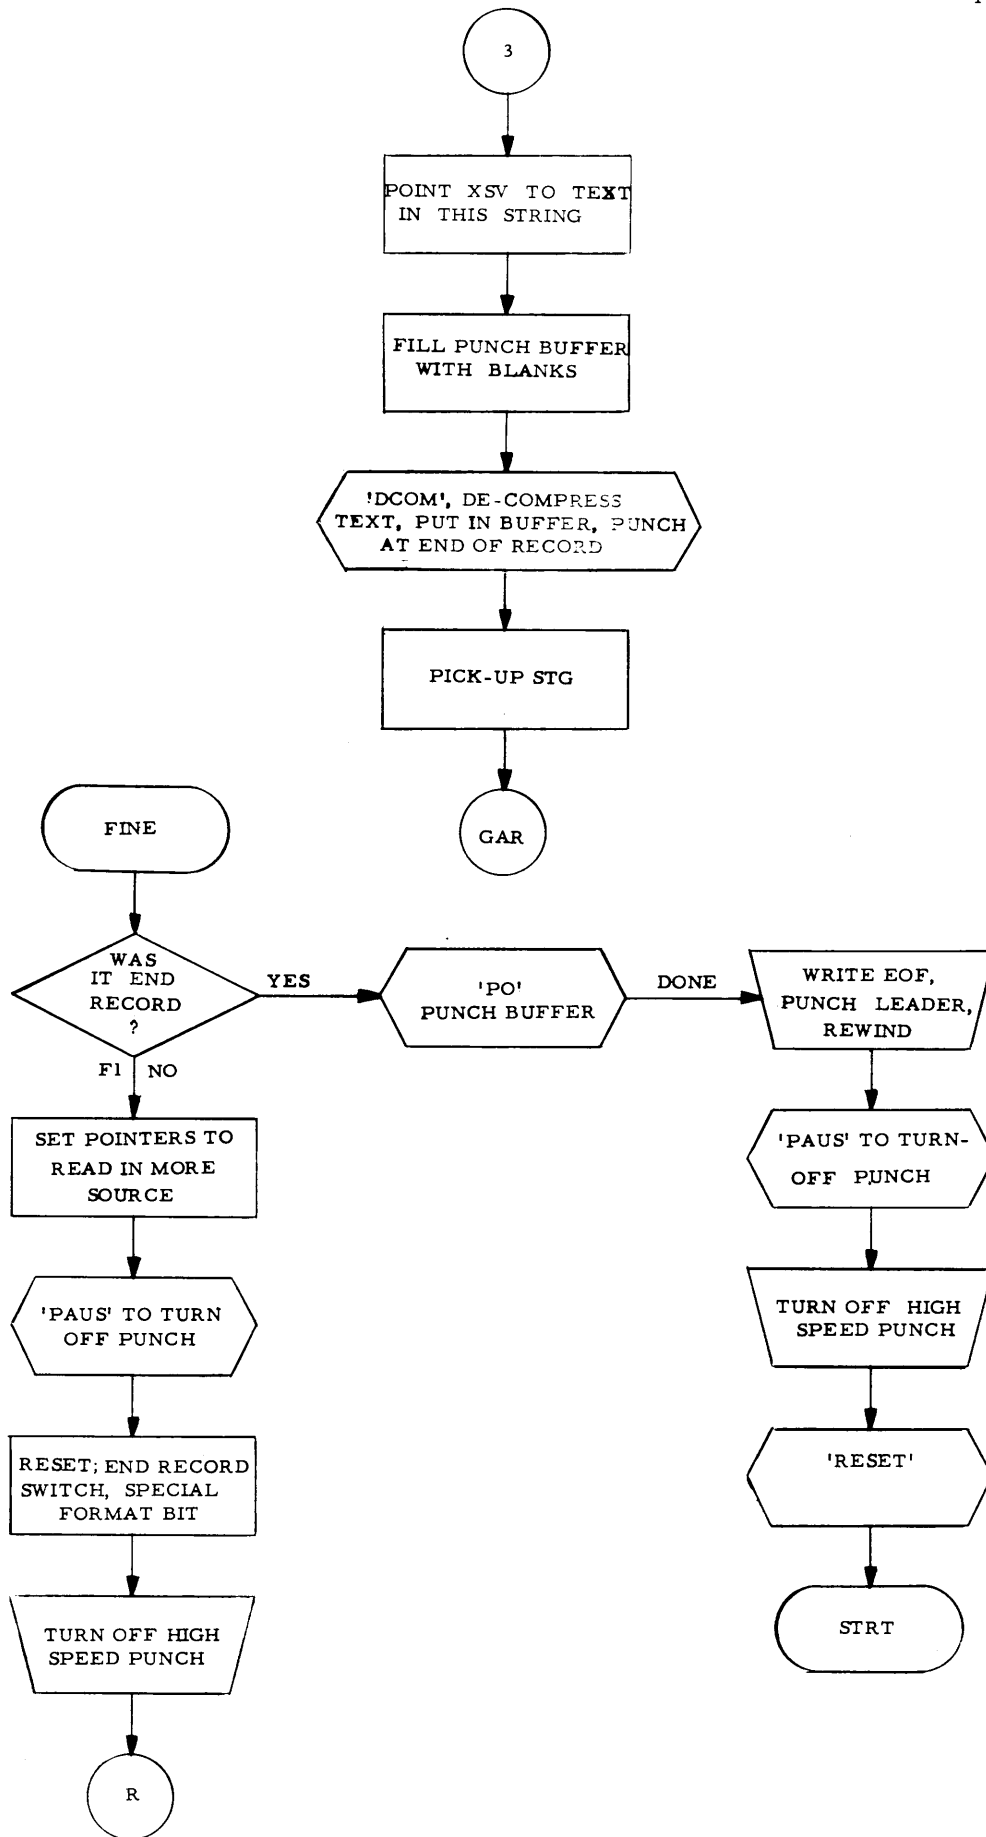 3
POINT XSV TO TEXT
IN THIS STRING
FILL PUNCH BUFFER
WITH BLANKS
'DCOM', DE-COMPRESS
TEXT, PUT IN BUFFER, PUNCH
AT END OF RECORD
PICK-UP STG
GAR
FINE
WAS
IT END
RECORD
?
YES
'PO'
PUNCH BUFFER
DONE
WRITE EOF,
PUNCH LEADER,
REWIND
F1 NO
SET POINTERS TO
READ IN MORE
SOURCE
'PAUS' TO TURN-
OFF PUNCH
'PAUS' TO TURN
OFF PUNCH
TURN OFF HIGH
SPEED PUNCH
RESET; END RECORD
SWITCH, SPECIAL
FORMAT BIT
'RESET'
TURN OFF HIGH
SPEED PUNCH
STRT
R